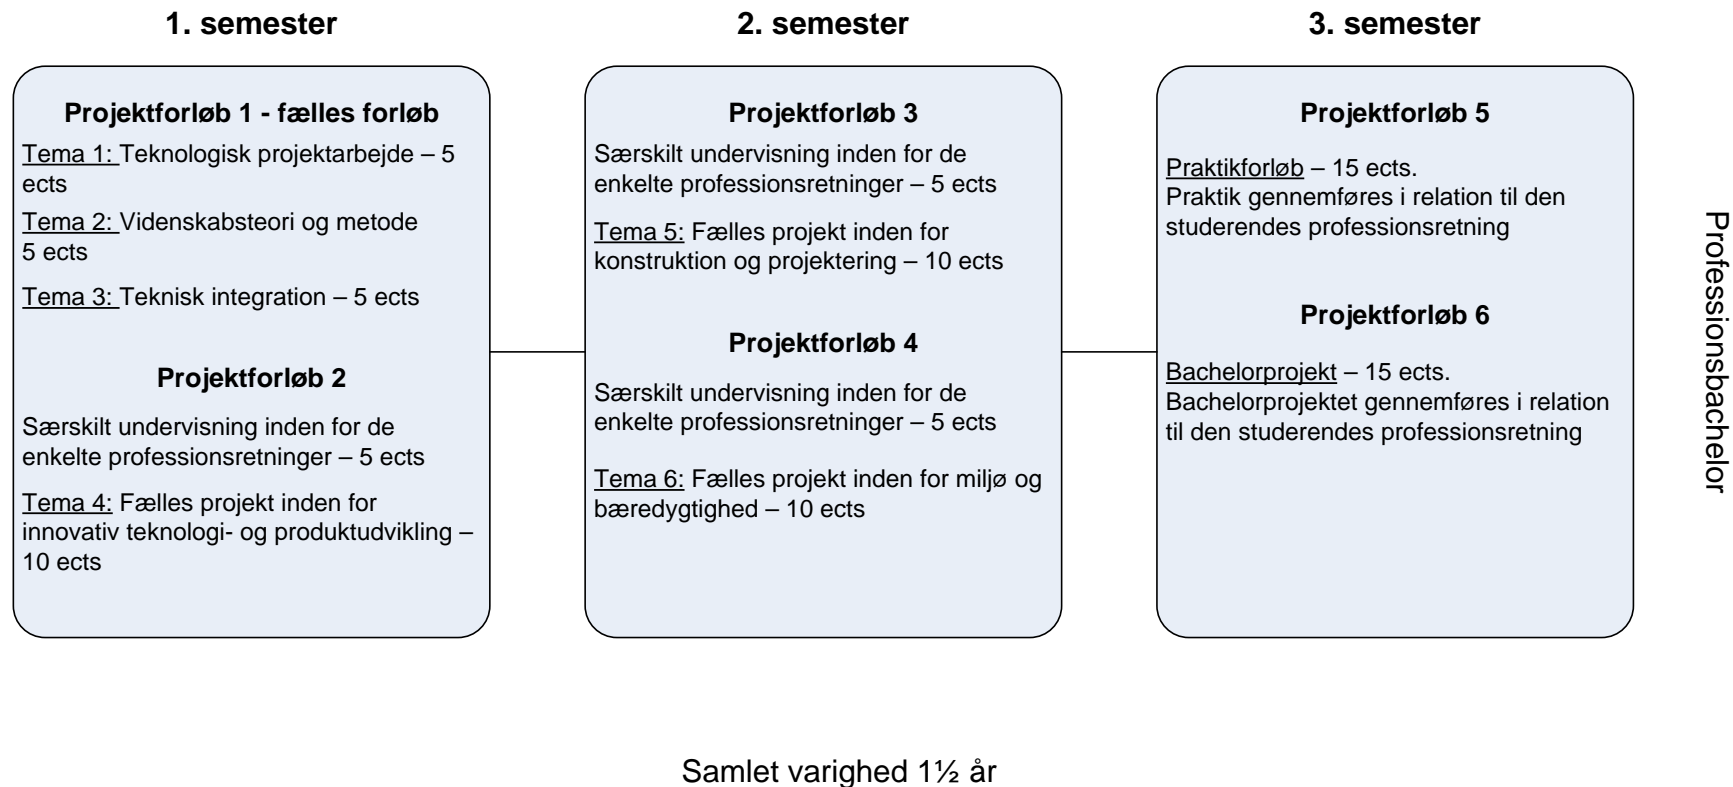 1. semester
Projektforløb 1 - fælles forløb
Tema 1: Teknologisk projektarbejde – 5
ects
Tema 2: Videnskabsteori og metode
5 ects
Tema 3: Teknisk integration – 5 ects
Projektforløb 2
Særskilt undervisning inden for de
enkelte professionsretninger – 5 ects
Tema 4: Fælles projekt inden for
innovativ teknologi- og produktudvikling –
10 ects
2. semester
Projektforløb 3
Særskilt undervisning inden for de
enkelte professionsretninger – 5 ects
Tema 5: Fælles projekt inden for
konstruktion og projektering – 10 ects
Projektforløb 4
Særskilt undervisning inden for de
enkelte professionsretninger – 5 ects
Tema 6: Fælles projekt inden for miljø og
bæredygtighed – 10 ects
3. semester
Projektforløb 5
Praktikforløb – 15 ects.
Praktik gennemføres i relation til den
studerendes professionsretning
Projektforløb 6
Bachelorprojekt – 15 ects.
Bachelorprojektet gennemføres i relation
til den studerendes professionsretning
Professionsbachelor
Samlet varighed 1½ år